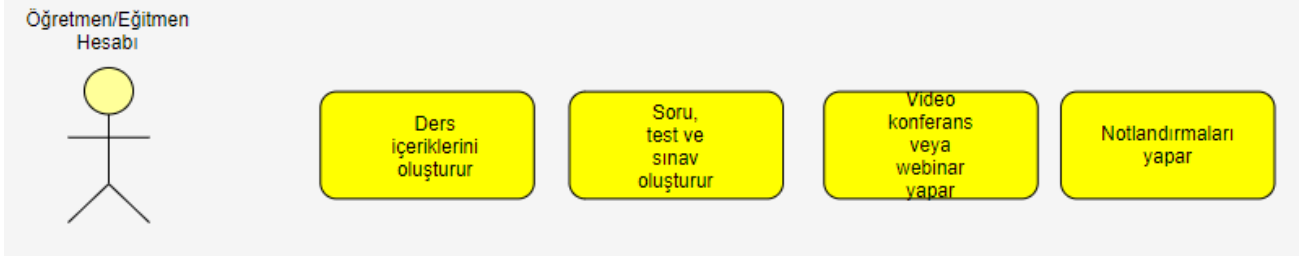 Öğretmen/Eğitmen
Hesabı
Ders
içeriklerini
oluşturur
Soru,
test ve
sınav
oluşturur
Video
konferans
veya
webinar
yapar
Notlandırmaları
yapar